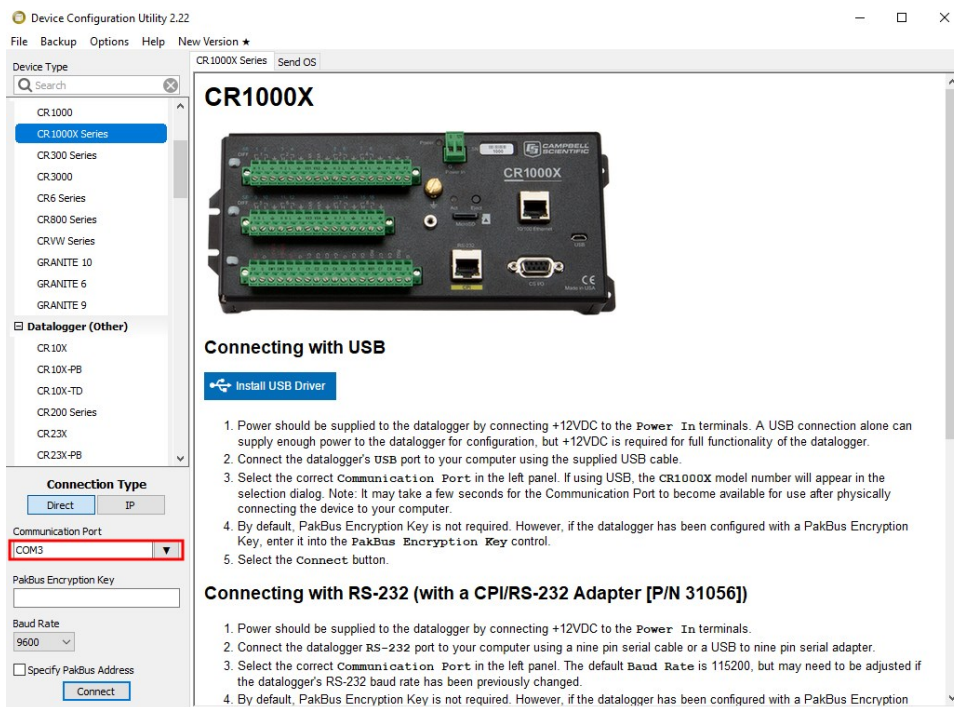 Device Configuration Utility 2.22
File Backup Options Help New Version ★
Device Type
Search
CR1000
CR1000X Series
CR300 Series
CR3000
CR6 Series
CR800 Series
CRVW Series
GRANITE 10
GRANITE 6
GRANITE 9
Datalogger (Other)
CR10X
CR10X-PB
CR10X-TD
CR200 Series
CR23X
CR23X-PB
Connection Type
Direct IP
Communication Port
COM3
PakBus Encryption Key
Baud Rate
9600
Specify PakBus Address
Connect
CR1000X Series Send OS
CR1000X
CAMPBELL
SCIENTIFIC
CR1000X
Power In
10/100 Ethernet
USB
RS-232
CPI
CS I/O
Made in USA
Connecting with USB
Install USB Driver
1. Power should be supplied to the datalogger by connecting +12VDC to the Power In terminals. A USB connection alone can
supply enough power to the datalogger for configuration, but +12VDC is required for full functionality of the datalogger.
2. Connect the datalogger's USB port to your computer using the supplied USB cable.
3. Select the correct Communication Port in the left panel. If using USB, the CR1000X model number will appear in the
selection dialog. Note: It may take a few seconds for the Communication Port to become available for use after physically
connecting the device to your computer.
4. By default, PakBus Encryption Key is not required. However, if the datalogger has been configured with a PakBus Encryption
Key, enter it into the PakBus Encryption Key control.
5. Select the Connect button.
Connecting with RS-232 (with a CPI/RS-232 Adapter [P/N 31056])
1. Power should be supplied to the datalogger by connecting +12VDC to the Power In terminals.
2. Connect the datalogger RS-232 port to your computer using a nine pin serial cable or a USB to nine pin serial adapter.
3. Select the correct Communication Port in the left panel. The default Baud Rate is 115200, but may need to be adjusted if
the datalogger's RS-232 baud rate has been previously changed.
4. By default, PakBus Encryption Key is not required. However, if the datalogger has been configured with a PakBus Encryption